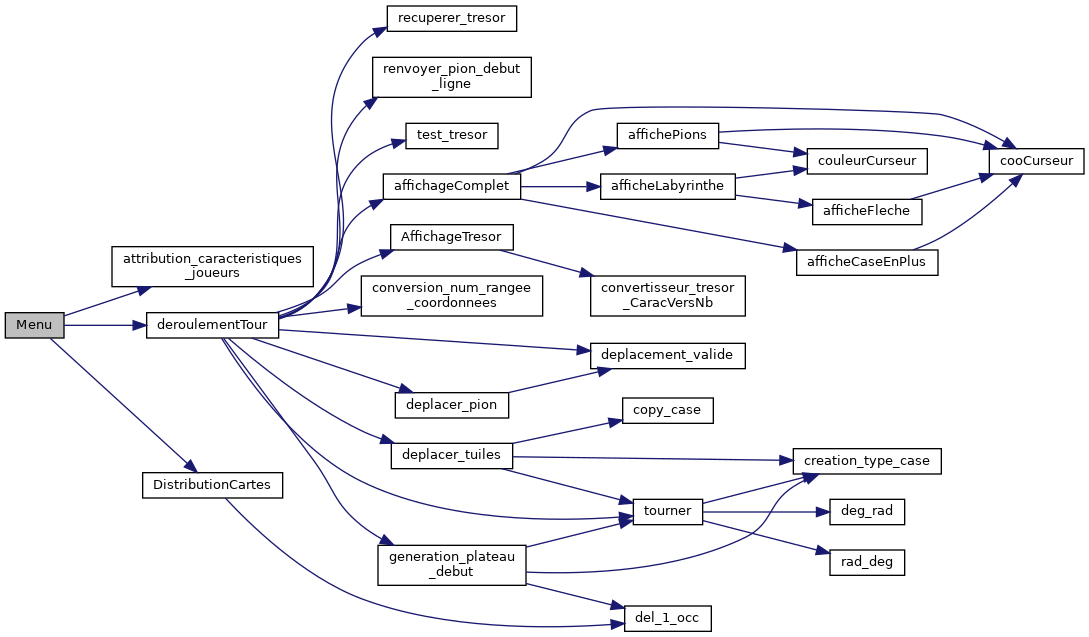 recuperer_tresor
renvoyer_pion_debut
_ligne
test_tresor
affichePions
couleurCurseur
cooCurseur
affichageComplet
afficheLabyrinthe
afficheFleche
AffichageTresor
afficheCaseEnPlus
attribution_caracteristiques
_joueurs
conversion_num_rangee
_coordonnees
convertisseur_tresor
_CaracVersNb
Menu
deroulementTour
deplacement_valide
deplacer_pion
copy_case
deplacer_tuiles
creation_type_case
DistributionCartes
tourner
deg_rad
generation_plateau
_debut
rad_deg
del_1_occ